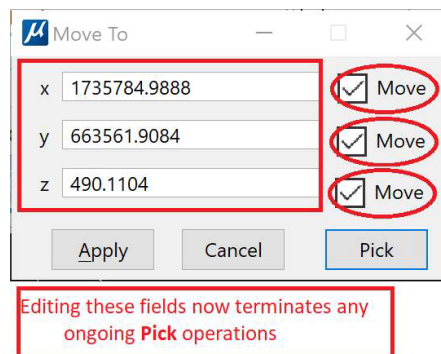 μ Move To
x 1735784.9888 Move
y 663561.9084 Move
z 490.1104 Move
Apply Cancel Pick
Editing these fields now terminates any
ongoing Pick operations